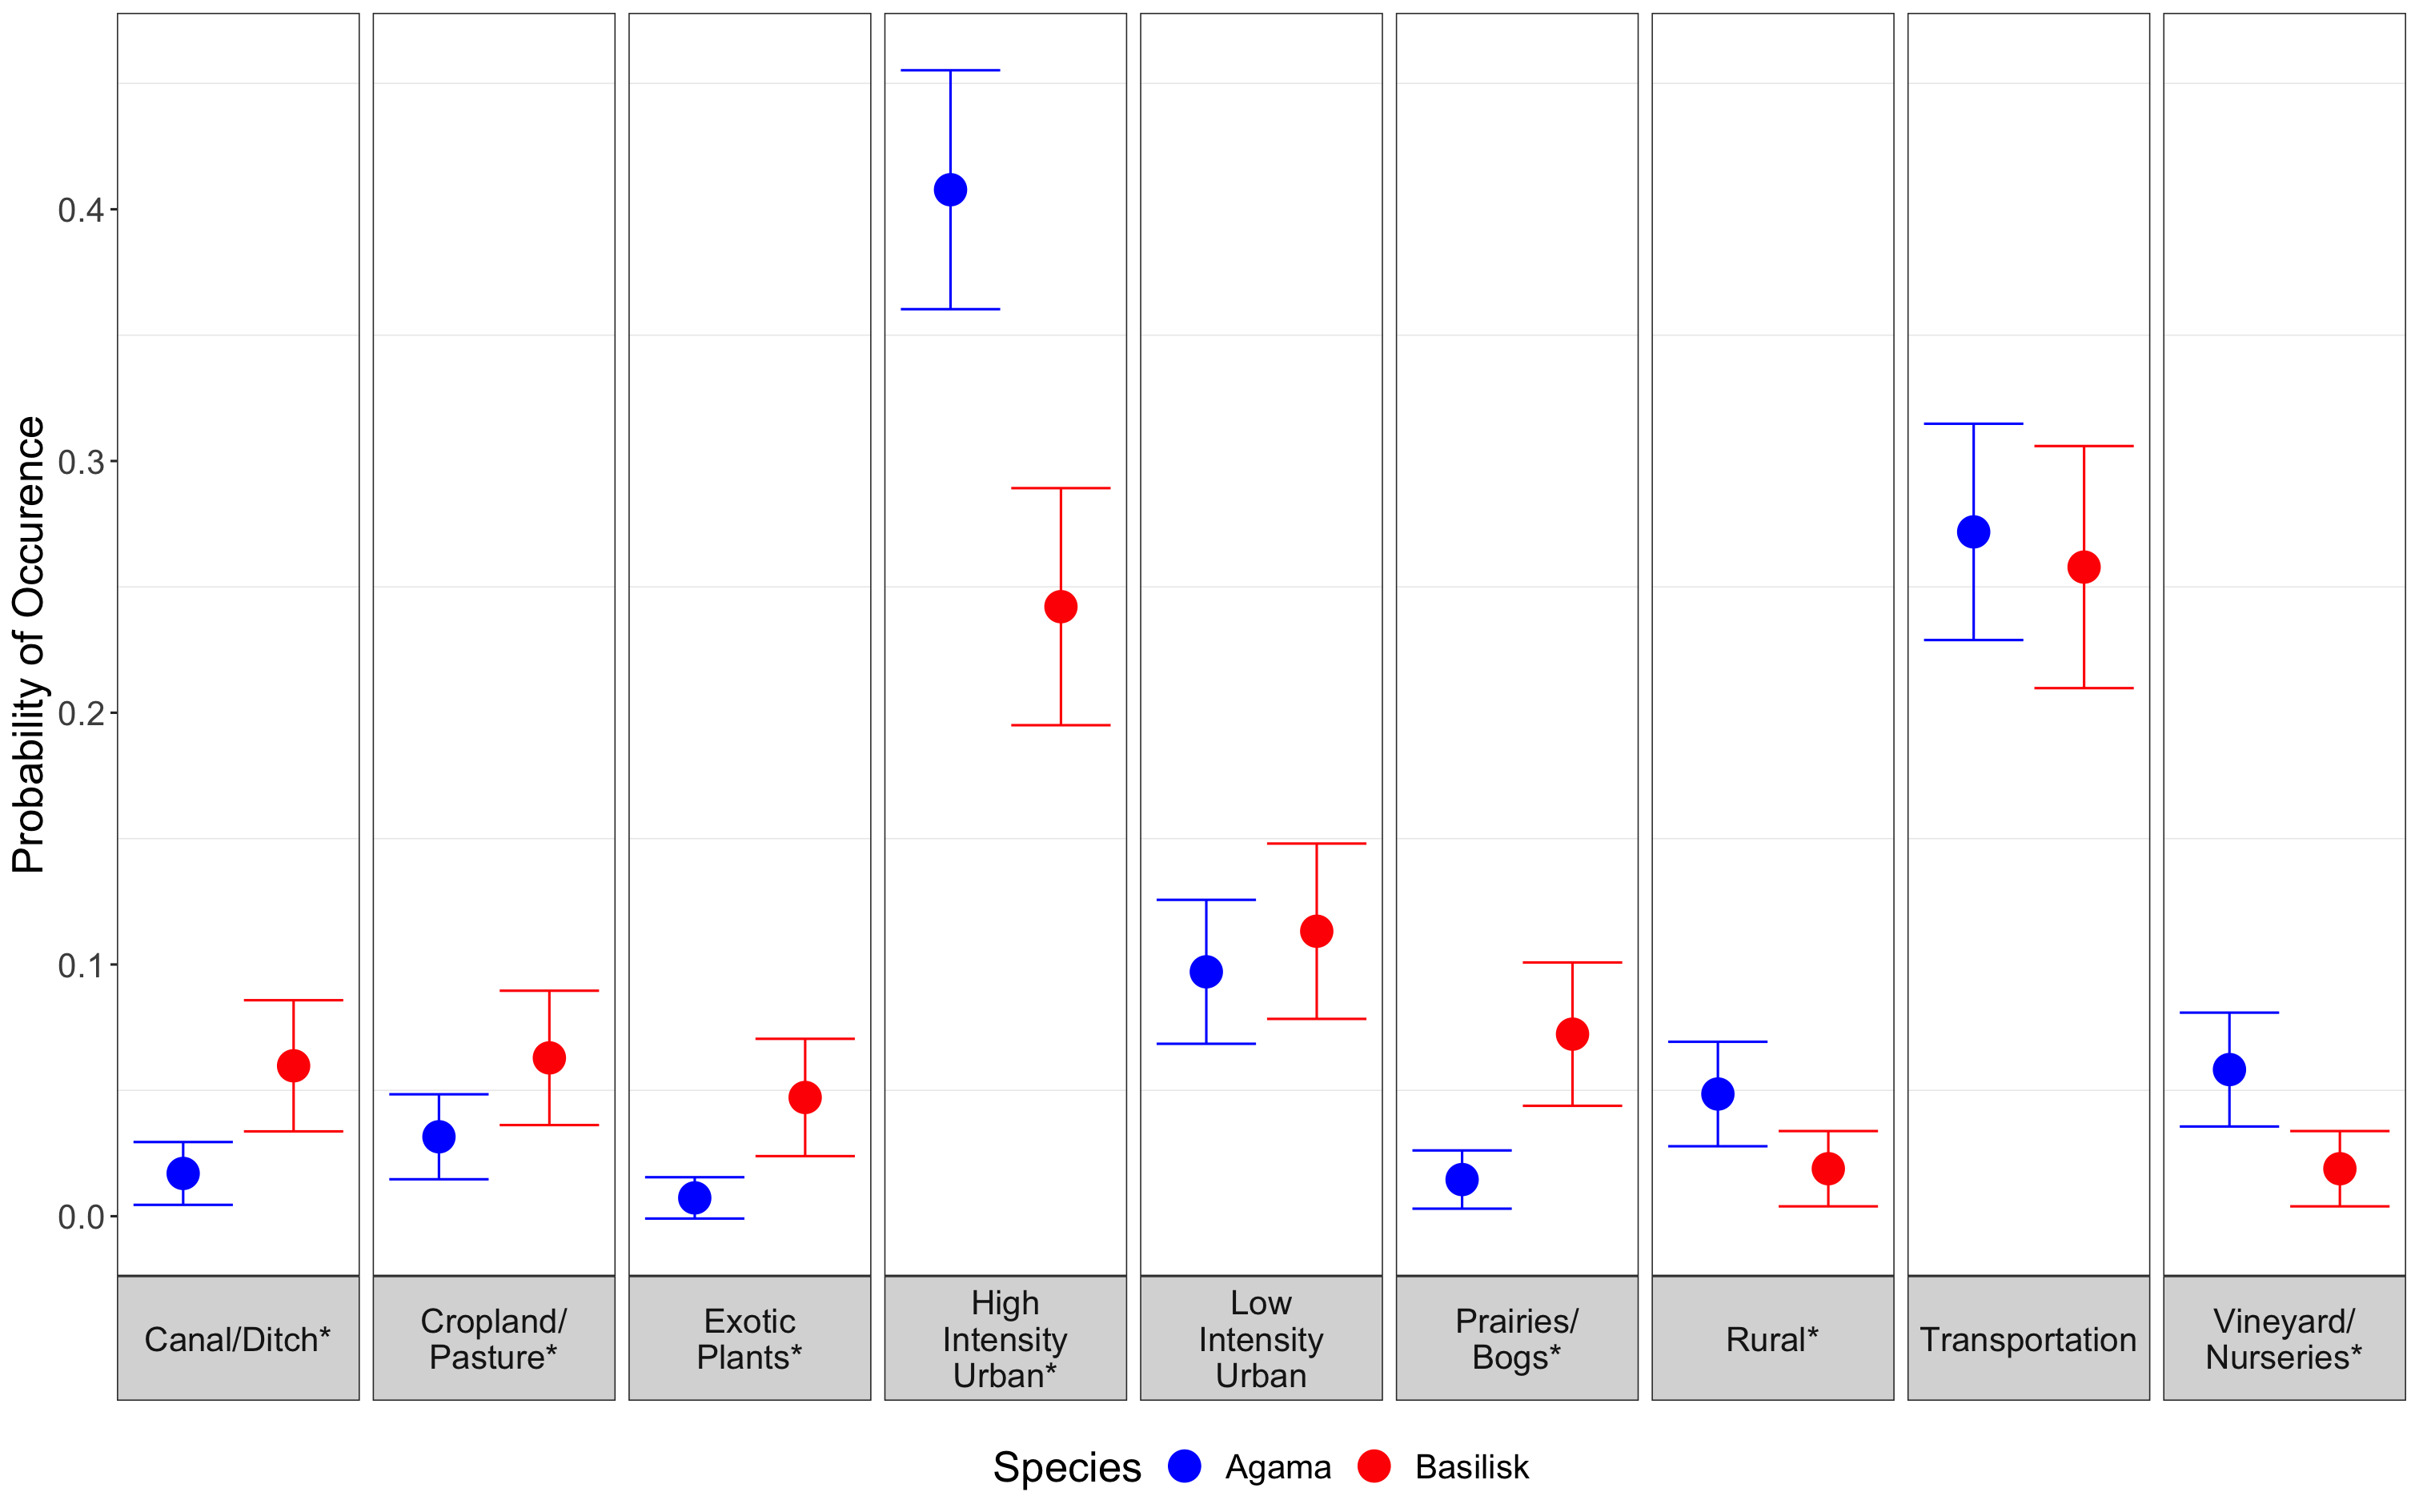 Probability of Occurence
0.4
0.3
0.2
0.1
0.0
Canal/Ditch*
Cropland/
Pasture*
Exotic
Plants*
High
Intensity
Urban*
Low
Intensity
Urban
Prairies/
Bogs*
Rural*
Transportation
Vineyard/
Nurseries*
Species Agama Basilisk